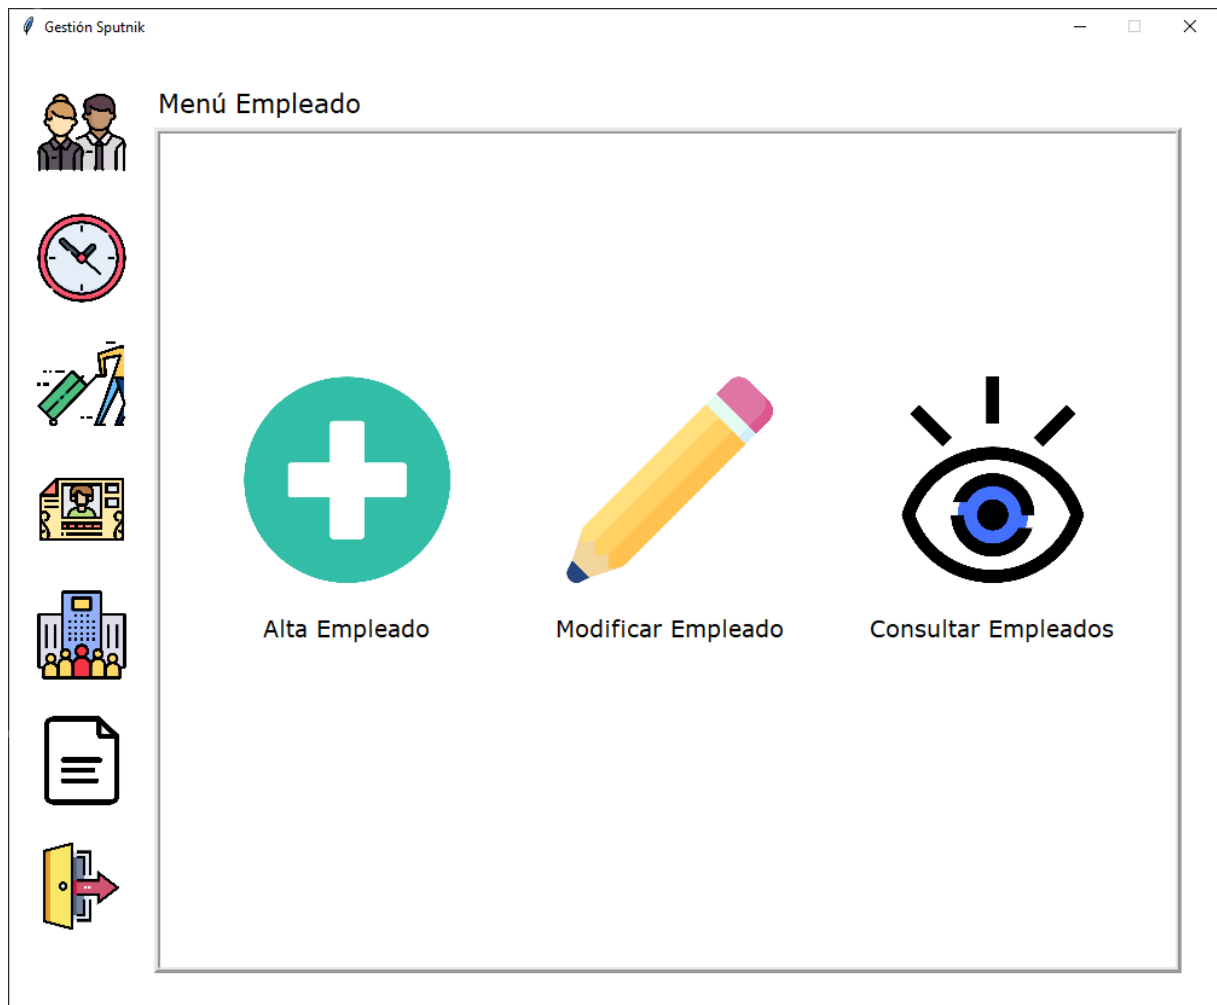 Gestión Sputnik
Menú Empleado
Alta Empleado
Modificar Empleado
Consultar Empleados